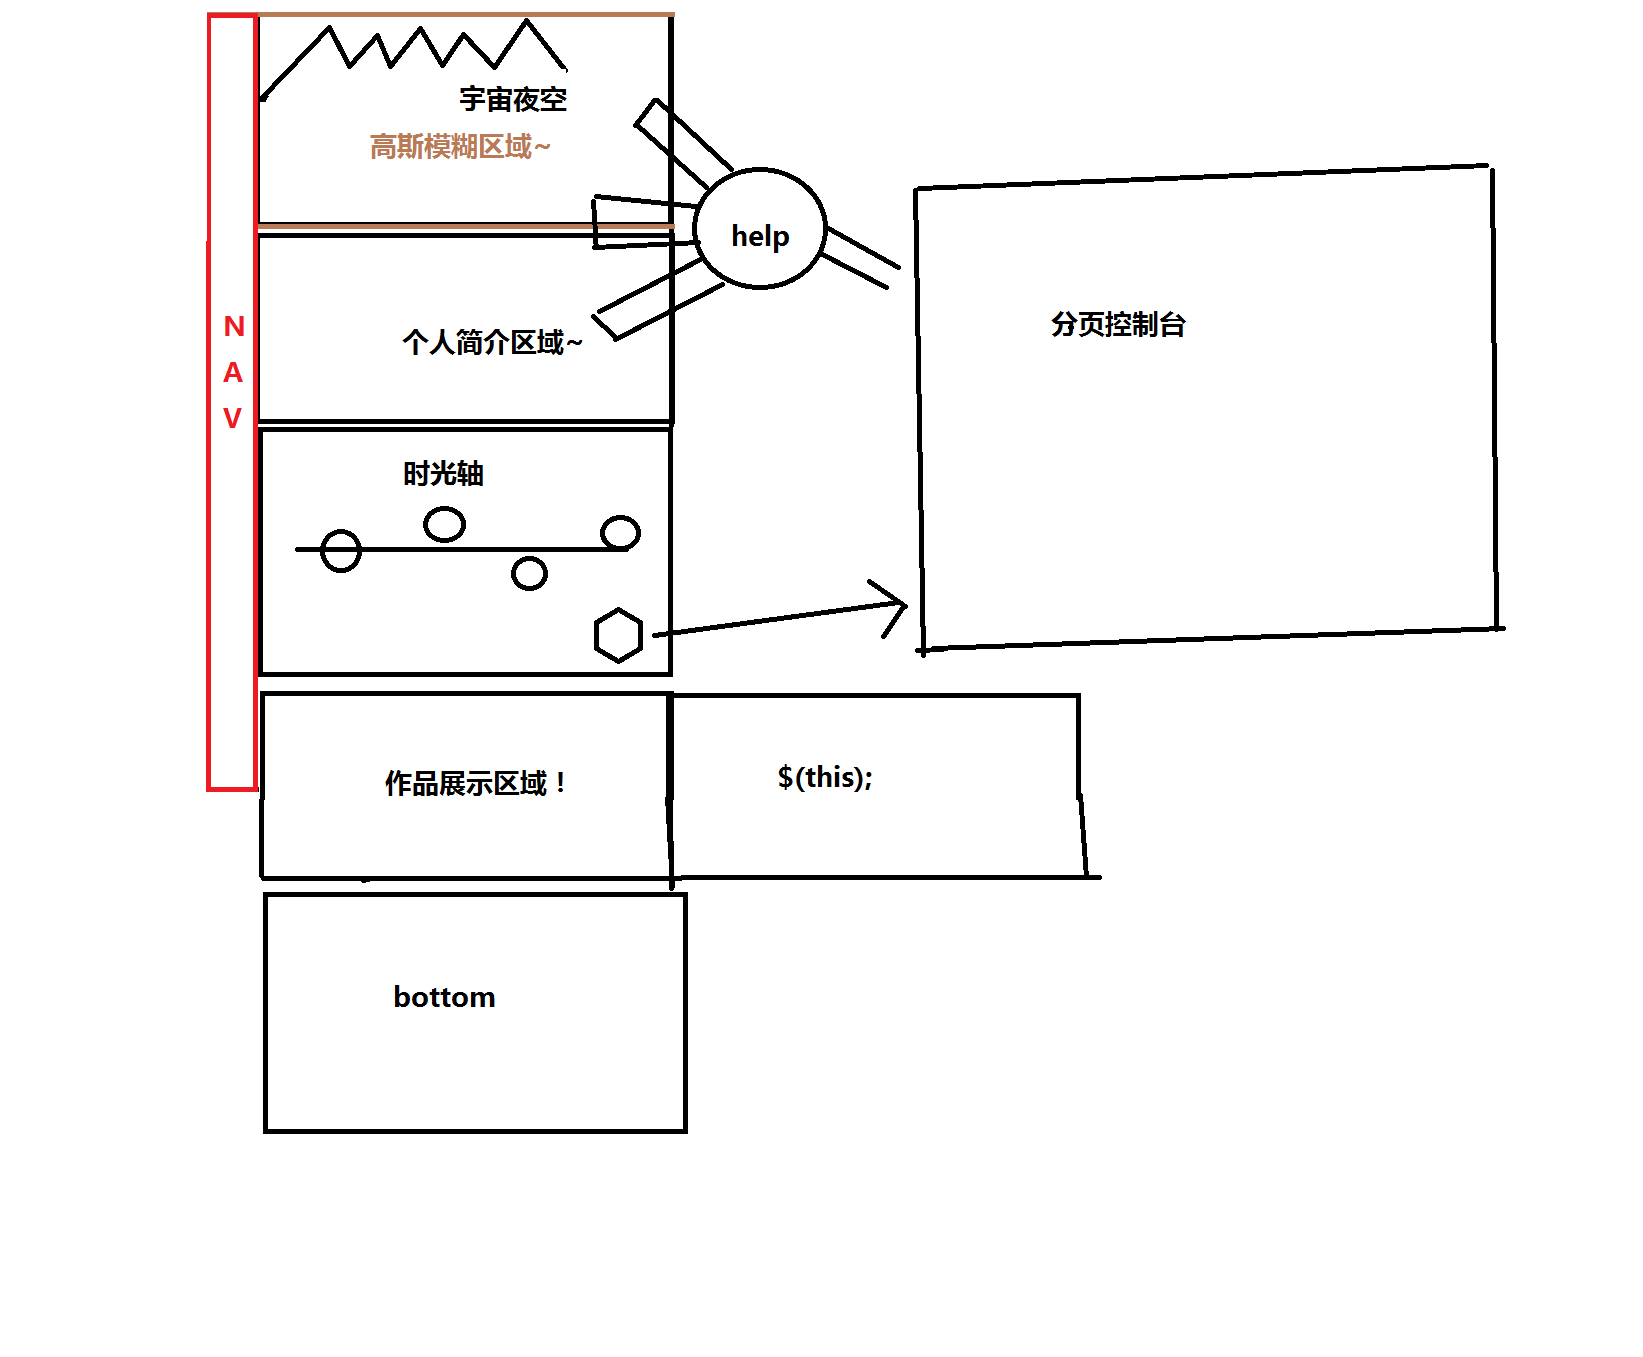 宇宙夜空
高斯模糊区域~
help
N
A
V
个人简介区域~
分页控制台
时光轴
作品展示区域！
$(this);
bottom